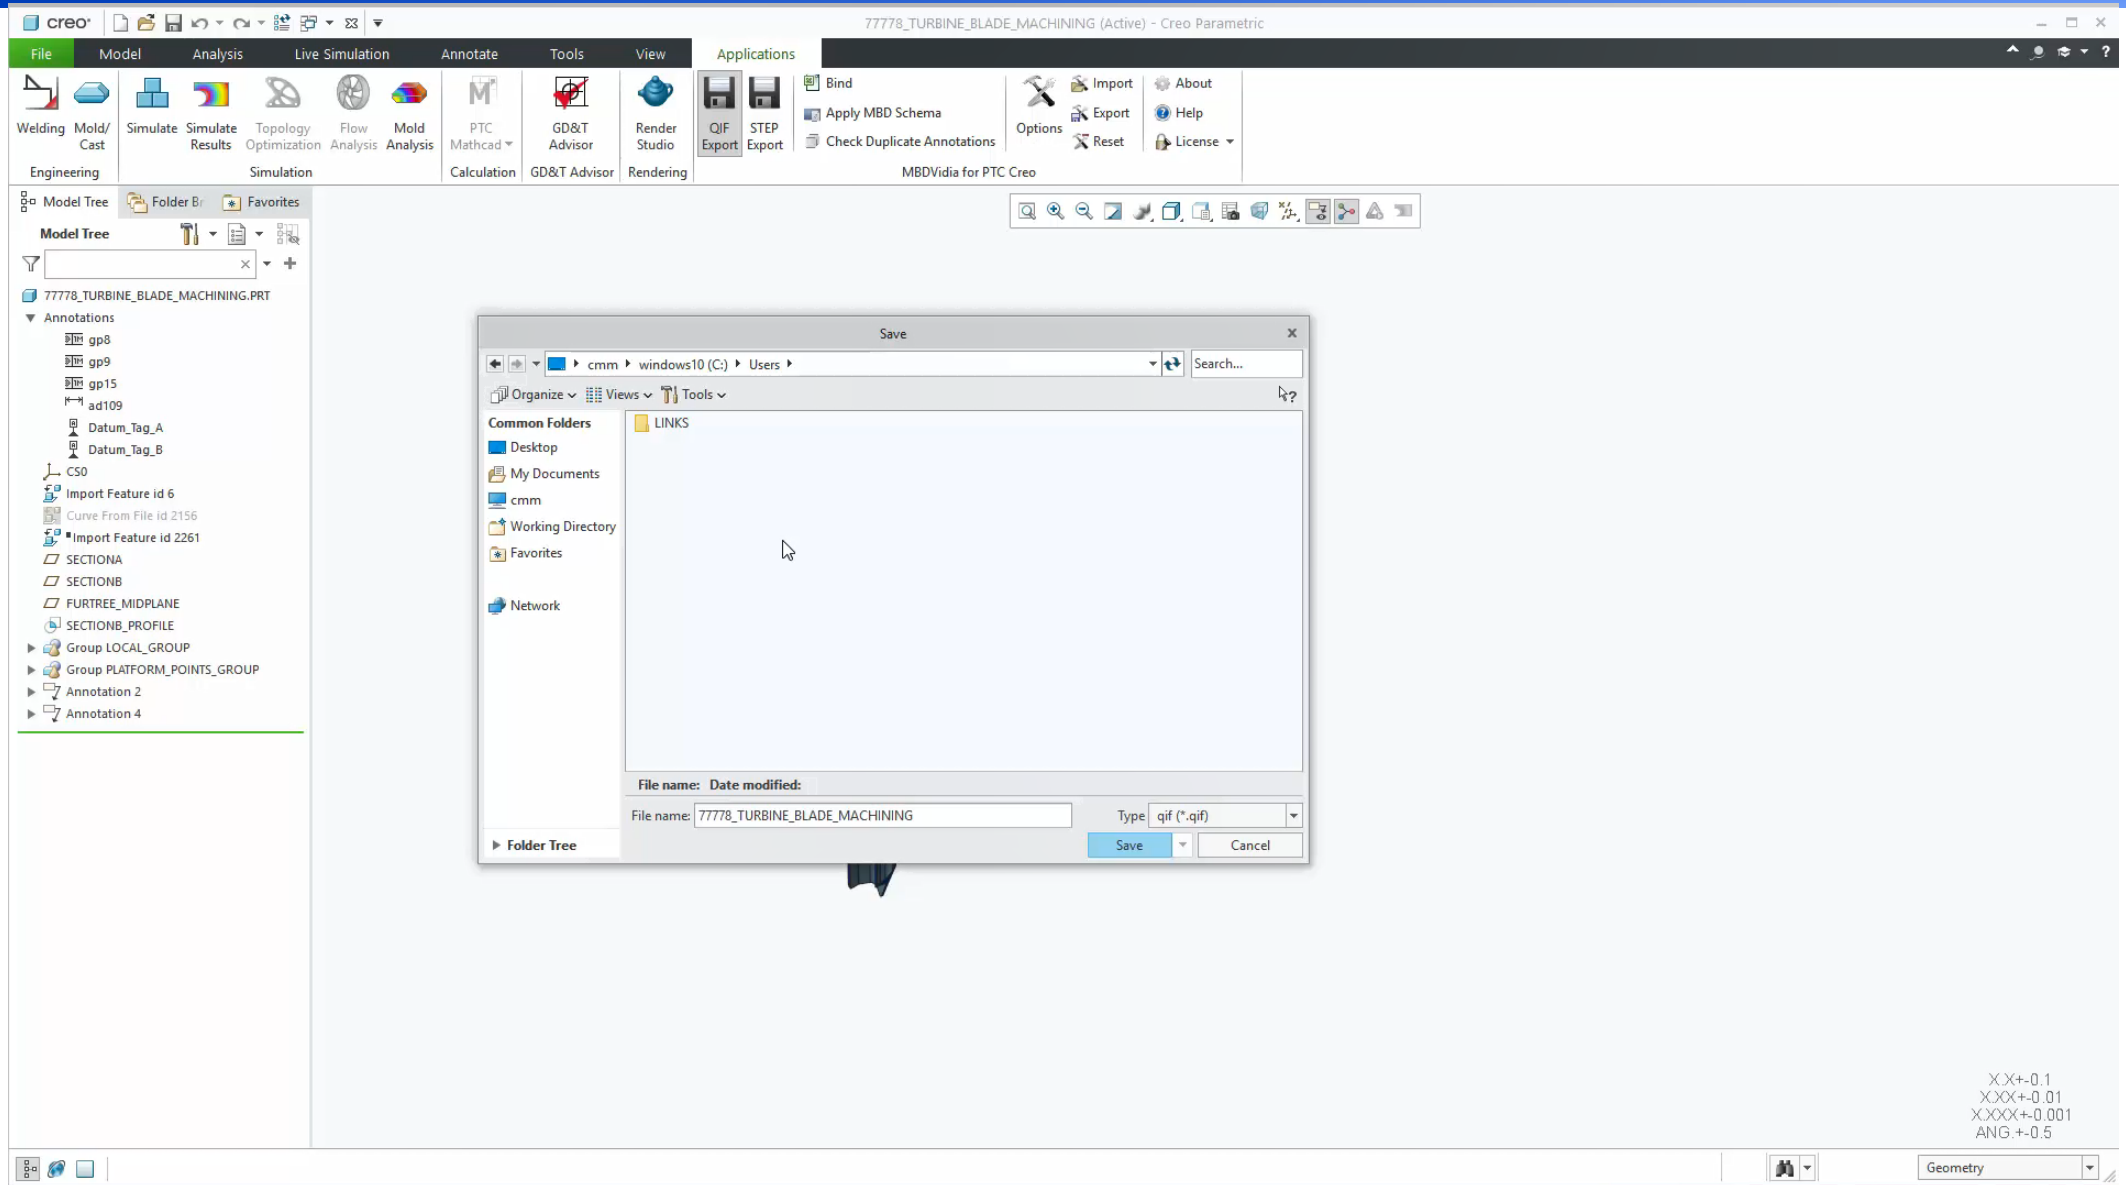 creo
77778_TURBINE_BLADE_MACHINING (Active) - Creo Parametric
File
Model
Analysis
Live Simulation
Annotate
Tools
View
Applications
?
Welding
Mold/
Cast
Engineering
Simulate
Simulate
Results
Topology
Optimization
Flow
Analysis
Mold
Analysis
Simulation
PTC
Mathcad
Calculation
GD&T
Advisor
GD&T Advisor
Render
Studio
Rendering
QIF
Export
STEP
Export
Bind
Apply MBD Schema
Check Duplicate Annotations
Options
Import
Export
Reset
About
Help
License
MBDVidia for PTC Creo
Model Tree
Folder Br
Favorites
Model Tree
77778_TURBINE_BLADE_MACHINING.PRT
Annotations
gp8
gp9
gp15
ad109
Datum_Tag_A
Datum_Tag_B
CS0
Import Feature id 6
Curve From File id 2156
Import Feature id 2261
SECTIONA
SECTIONB
FURTREE_MIDPLANE
SECTIONB_PROFILE
Group LOCAL_GROUP
Group PLATFORM_POINTS_GROUP
Annotation 2
Annotation 4
Save
cmm
windows10 (C:)
Users
Search...
Organize
Views
Tools
Common Folders
Desktop
My Documents
cmm
Working Directory
Favorites
Network
Folder Tree
LINKS
File name: Date modified:
File name: 77778_TURBINE_BLADE_MACHINING
Type qif (*.qif)
Save
Cancel
X.X+-0.1
X.XX+-0.01
X.XXX+-0.001
ANG.+-0.5
Geometry